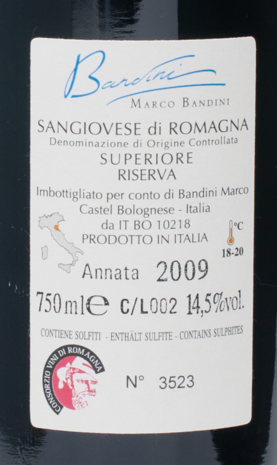 Bandini
MARCO BANDINI
SANGIOVESE di ROMAGNA
Denominazione di Origine Controllata
SUPERIORE
RISERVA
Imbottigliato per conto di Bandini Marco
Castel Bolognese - Italia
da IT BO 10218
PRODOTTO IN ITALIA
°C
18-20
Annata 2009
750ml℮ C/L002 14,5%vol.
CONTIENE SOLFITI - ENTHÄLT SULFITE - CONTAINS SULPHITES
CONSORZIO VINI DI ROMAGNA
N° 3523